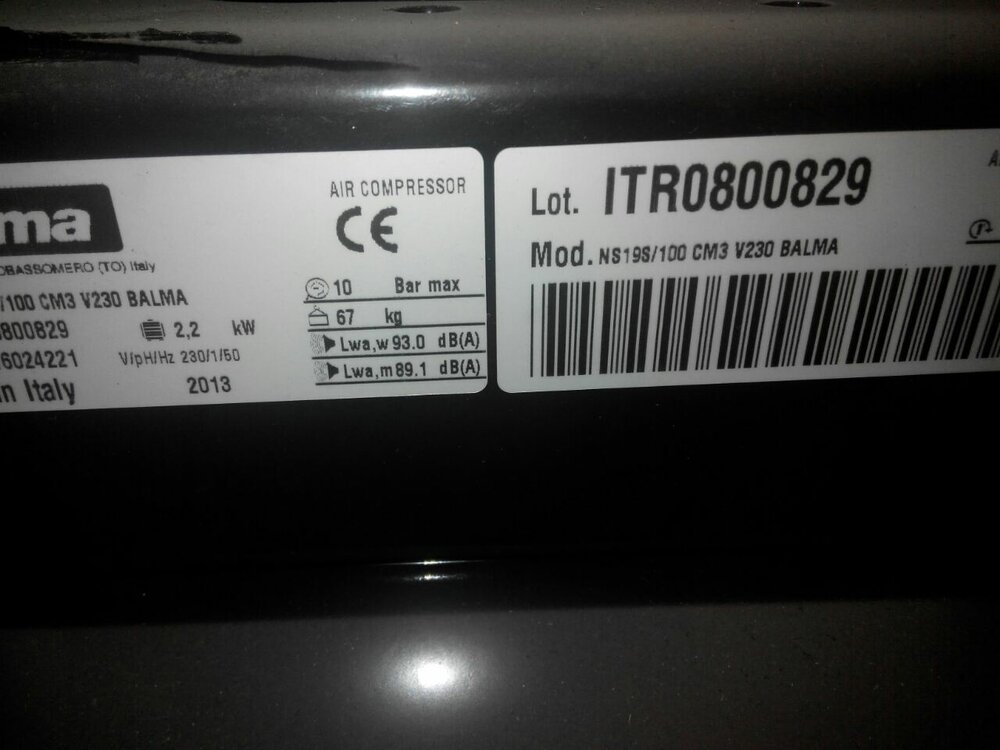 ma
OBASSOMERO (TO) Italy
/100 CM3 V230 BALMA
800829
6024221
n Italy
2,2 kW
V/pH/Hz 230/1/50
2013
AIR COMPRESSOR
CE
10 Bar max
67 kg
Lwa,w 93.0 dB(A)
Lwa,m 89.1 dB(A)
Lot. ITR0800829
Mod. NS19S/100 CM3 V230 BALMA
A